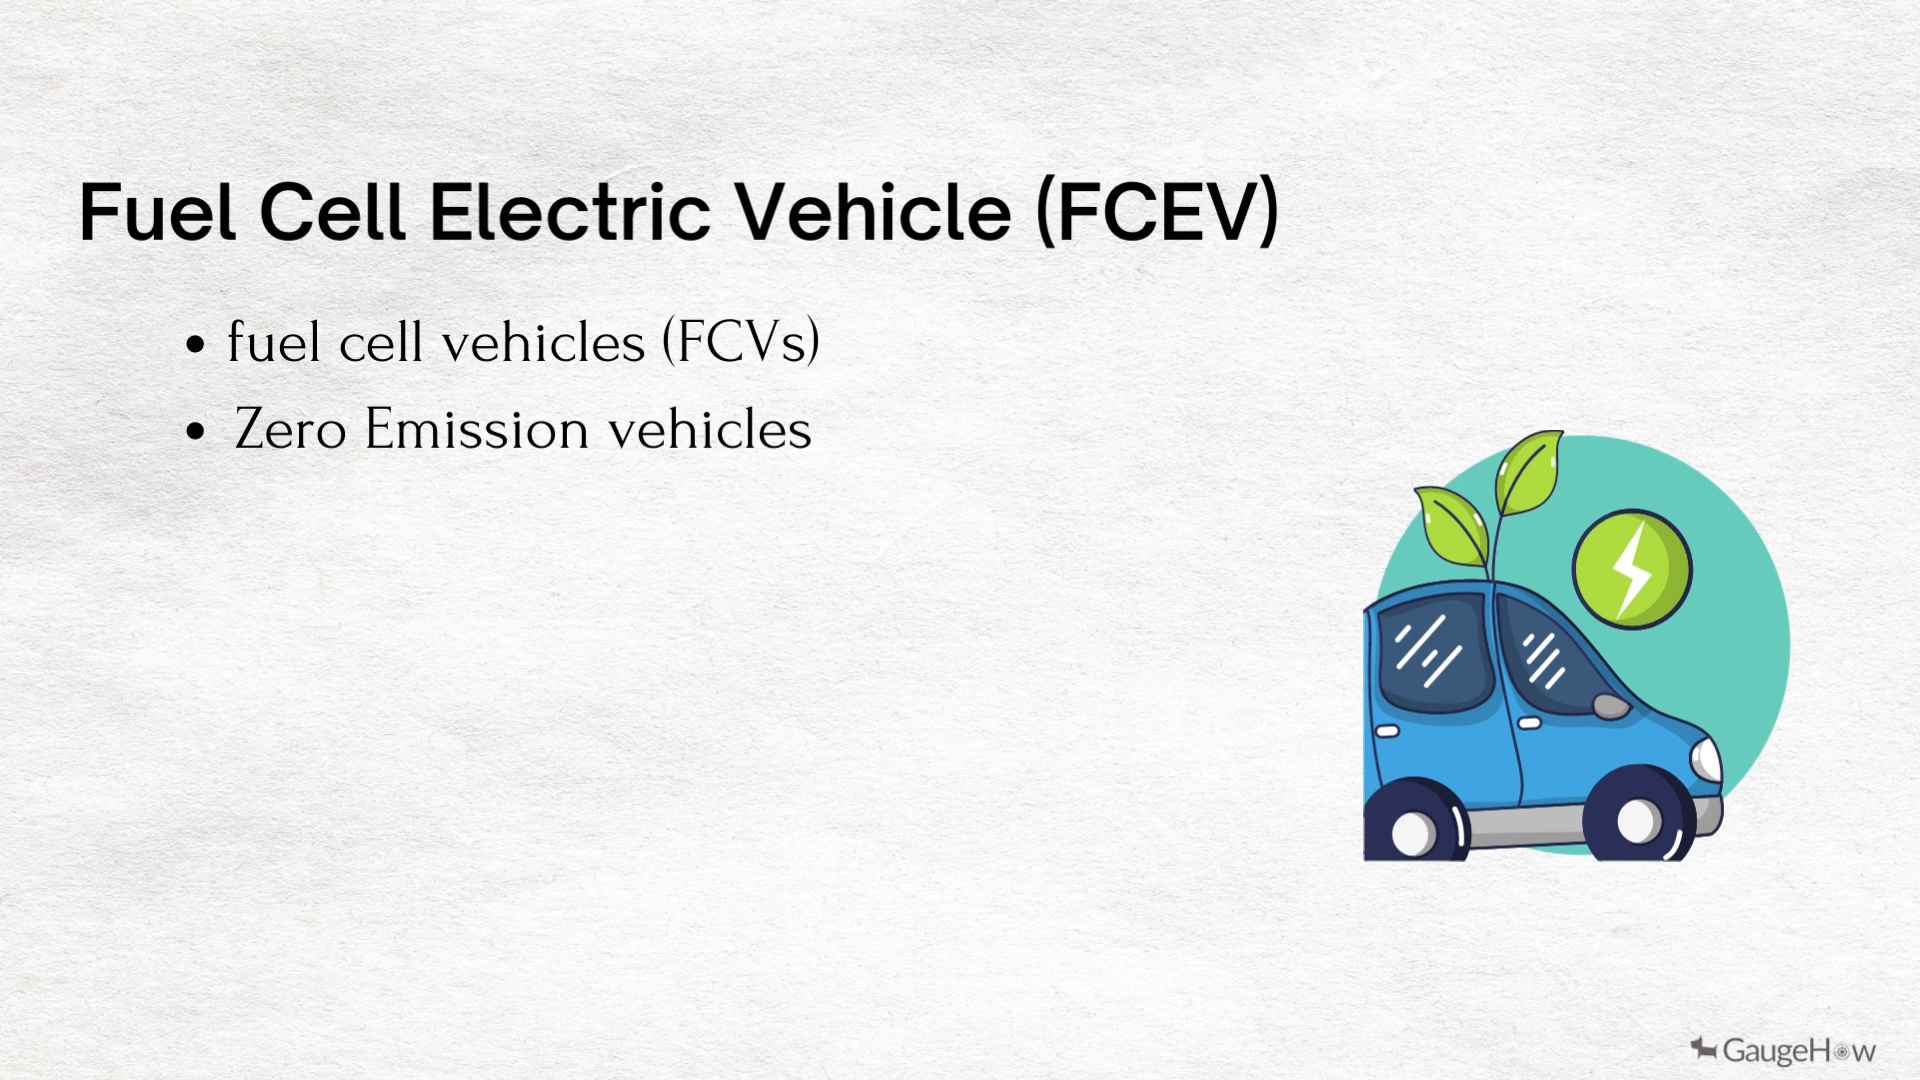 Fuel Cell Electric Vehicle (FCEV)
• fuel cell vehicles (FCVs)
• Zero Emission vehicles
GaugeHow